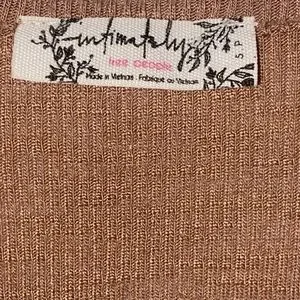 intimately
free people
Made in Vietnam . Fabriqué au Vietnam
S P